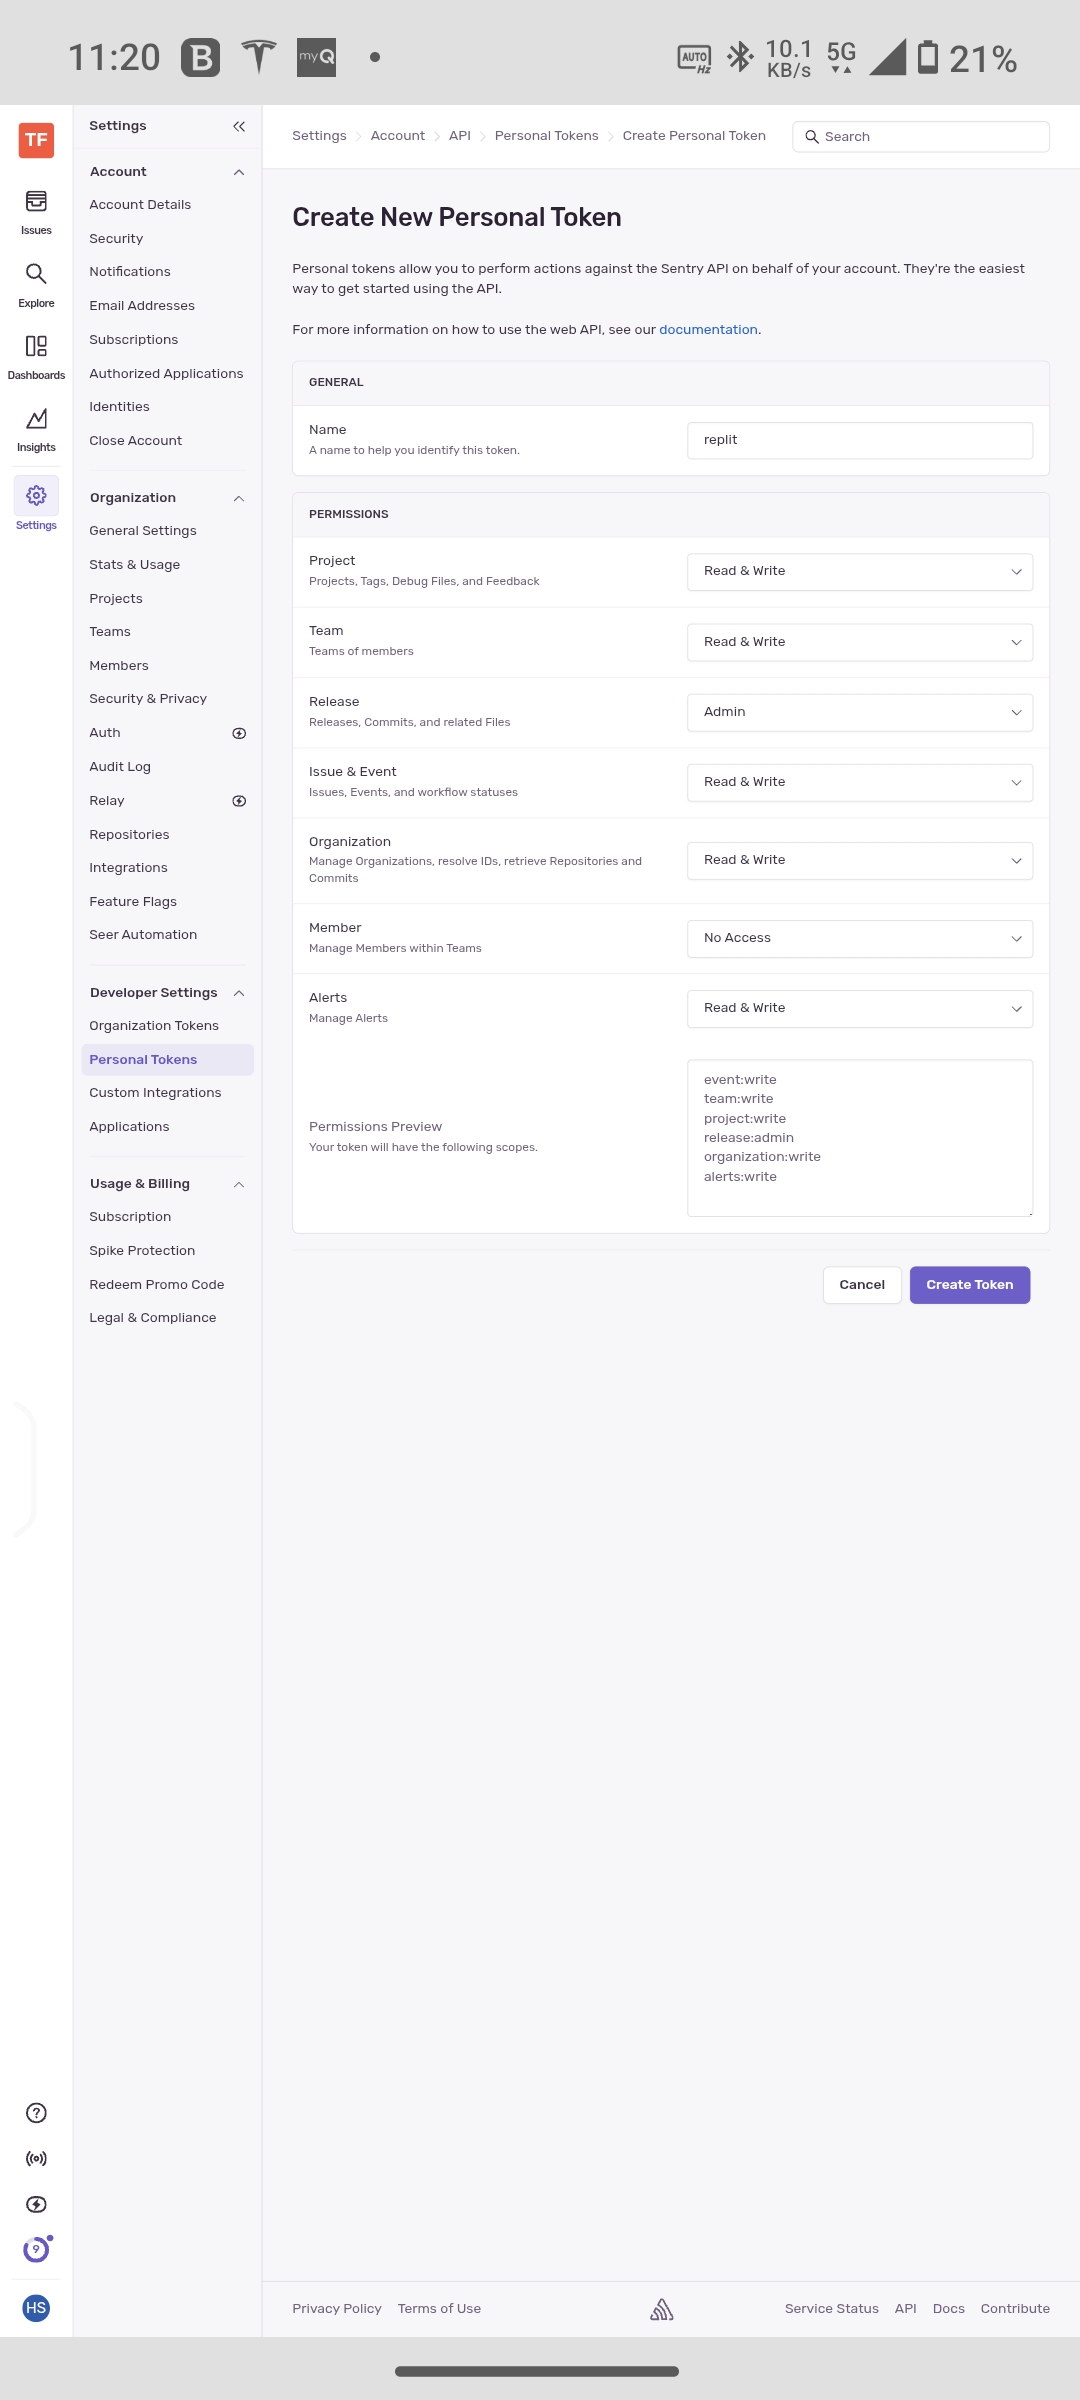 11:20
B
myQ
AUTO
Hz
10.1
KB/s
5G
21%
TF
Issues
Explore
Dashboards
Insights
Settings
Settings
Account
Account Details
Security
Notifications
Email Addresses
Subscriptions
Authorized Applications
Identities
Close Account
Organization
General Settings
Stats & Usage
Projects
Teams
Members
Security & Privacy
Auth
Audit Log
Relay
Repositories
Integrations
Feature Flags
Seer Automation
Developer Settings
Organization Tokens
Personal Tokens
Custom Integrations
Applications
Usage & Billing
Subscription
Spike Protection
Redeem Promo Code
Legal & Compliance
Settings > Account > API > Personal Tokens > Create Personal Token
Search
Create New Personal Token
Personal tokens allow you to perform actions against the Sentry API on behalf of your account. They're the easiest
way to get started using the API.
For more information on how to use the web API, see our documentation.
GENERAL
Name
A name to help you identify this token.
replit
PERMISSIONS
Project
Projects, Tags, Debug Files, and Feedback
Read & Write
Team
Teams of members
Read & Write
Release
Releases, Commits, and related Files
Admin
Issue & Event
Issues, Events, and workflow statuses
Read & Write
Organization
Manage Organizations, resolve IDs, retrieve Repositories and
Commits
Read & Write
Member
Manage Members within Teams
No Access
Alerts
Manage Alerts
Read & Write
Permissions Preview
Your token will have the following scopes.
event:write
team:write
project:write
release:admin
organization:write
alerts:write
Cancel
Create Token
?
9
HS
Privacy Policy
Terms of Use
Service Status
API
Docs
Contribute